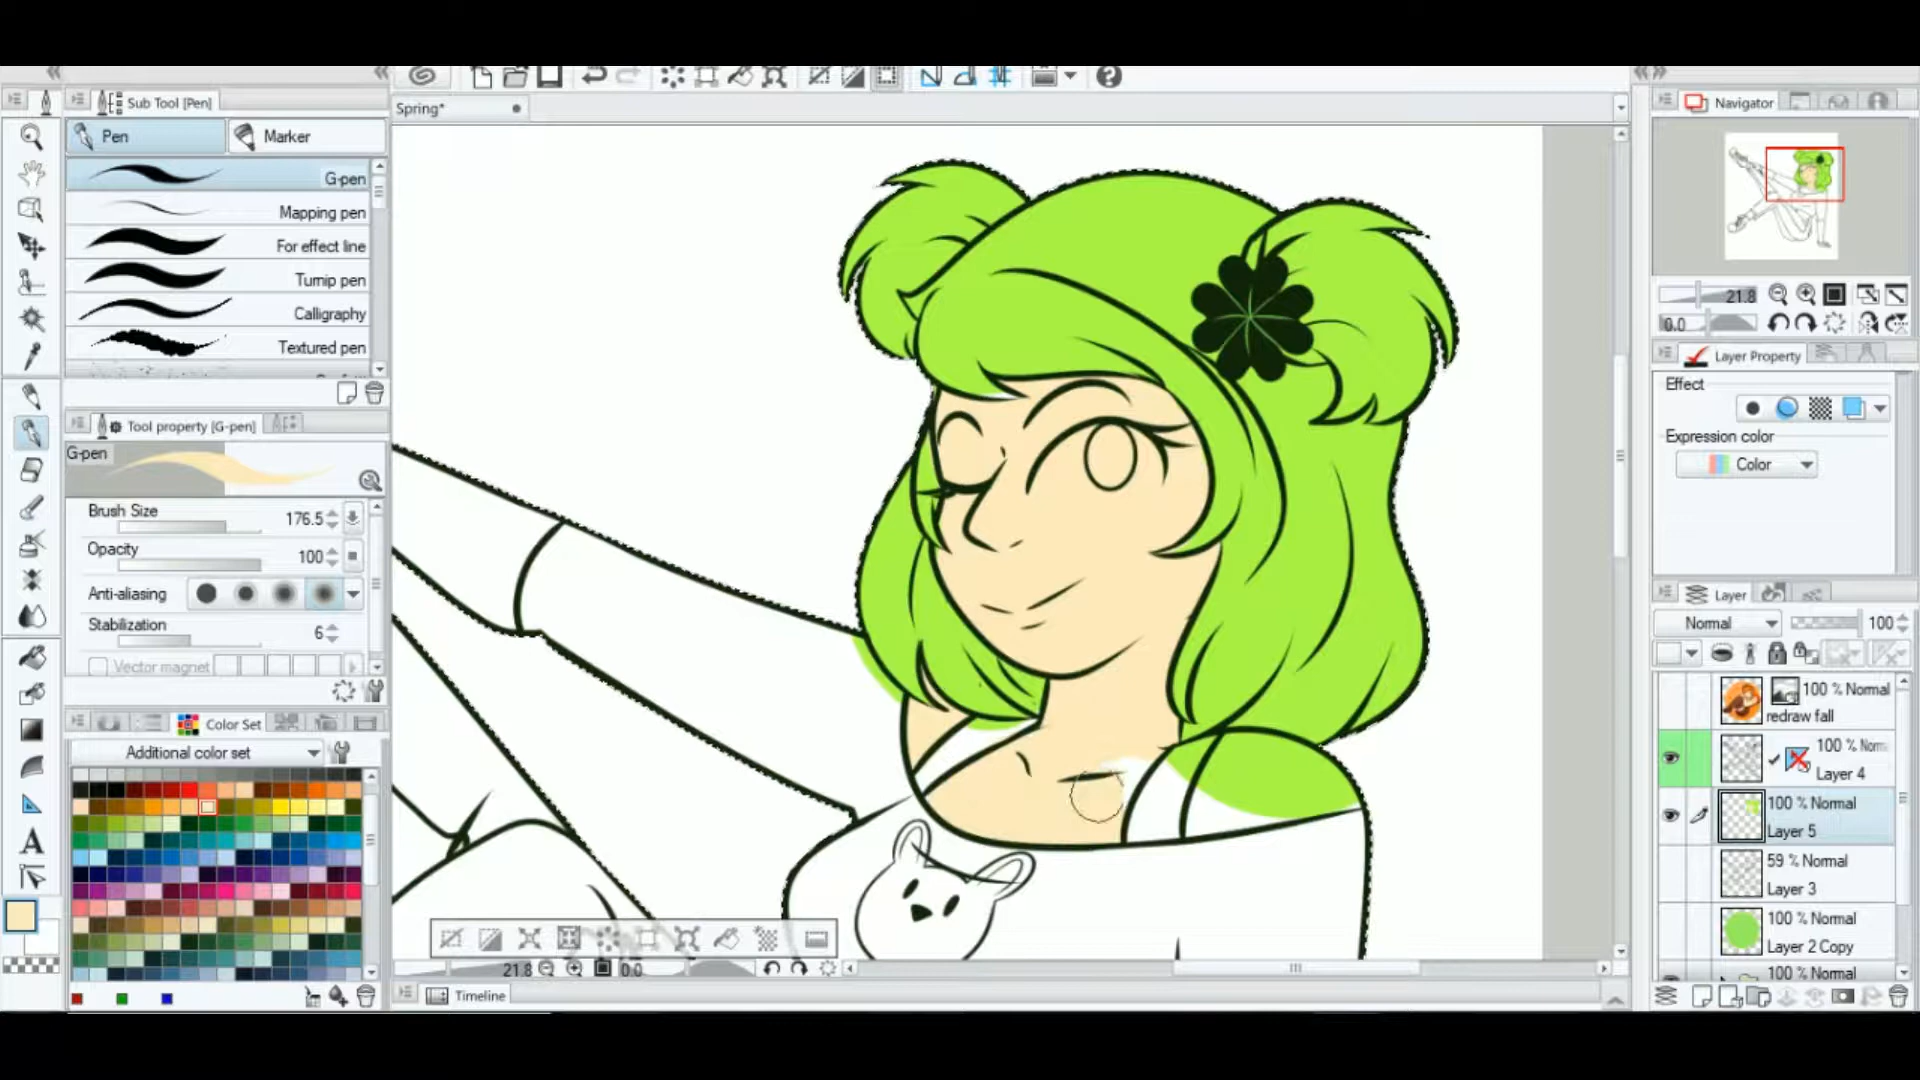 Sub Tool [Pen]
Pen
Marker
G-pen
Mapping pen
For effect line
Turnip pen
Calligraphy
Textured pen
Tool property [G-pen]
G-pen
Brush Size
176.5
Opacity
100
Anti-aliasing
Stabilization
6
Vector magnet
Color Set
Additional color set
Spring*
A
21.8
0.0
Timeline
Navigator
21.8
0.0
Layer Property
Effect
Expression color
Color
Layer
Normal
100
100 % Normal
redraw fall
100 % Norm
Layer 4
100 % Normal
Layer 5
59 % Normal
Layer 3
100 % Normal
Layer 2 Copy
100 % Normal